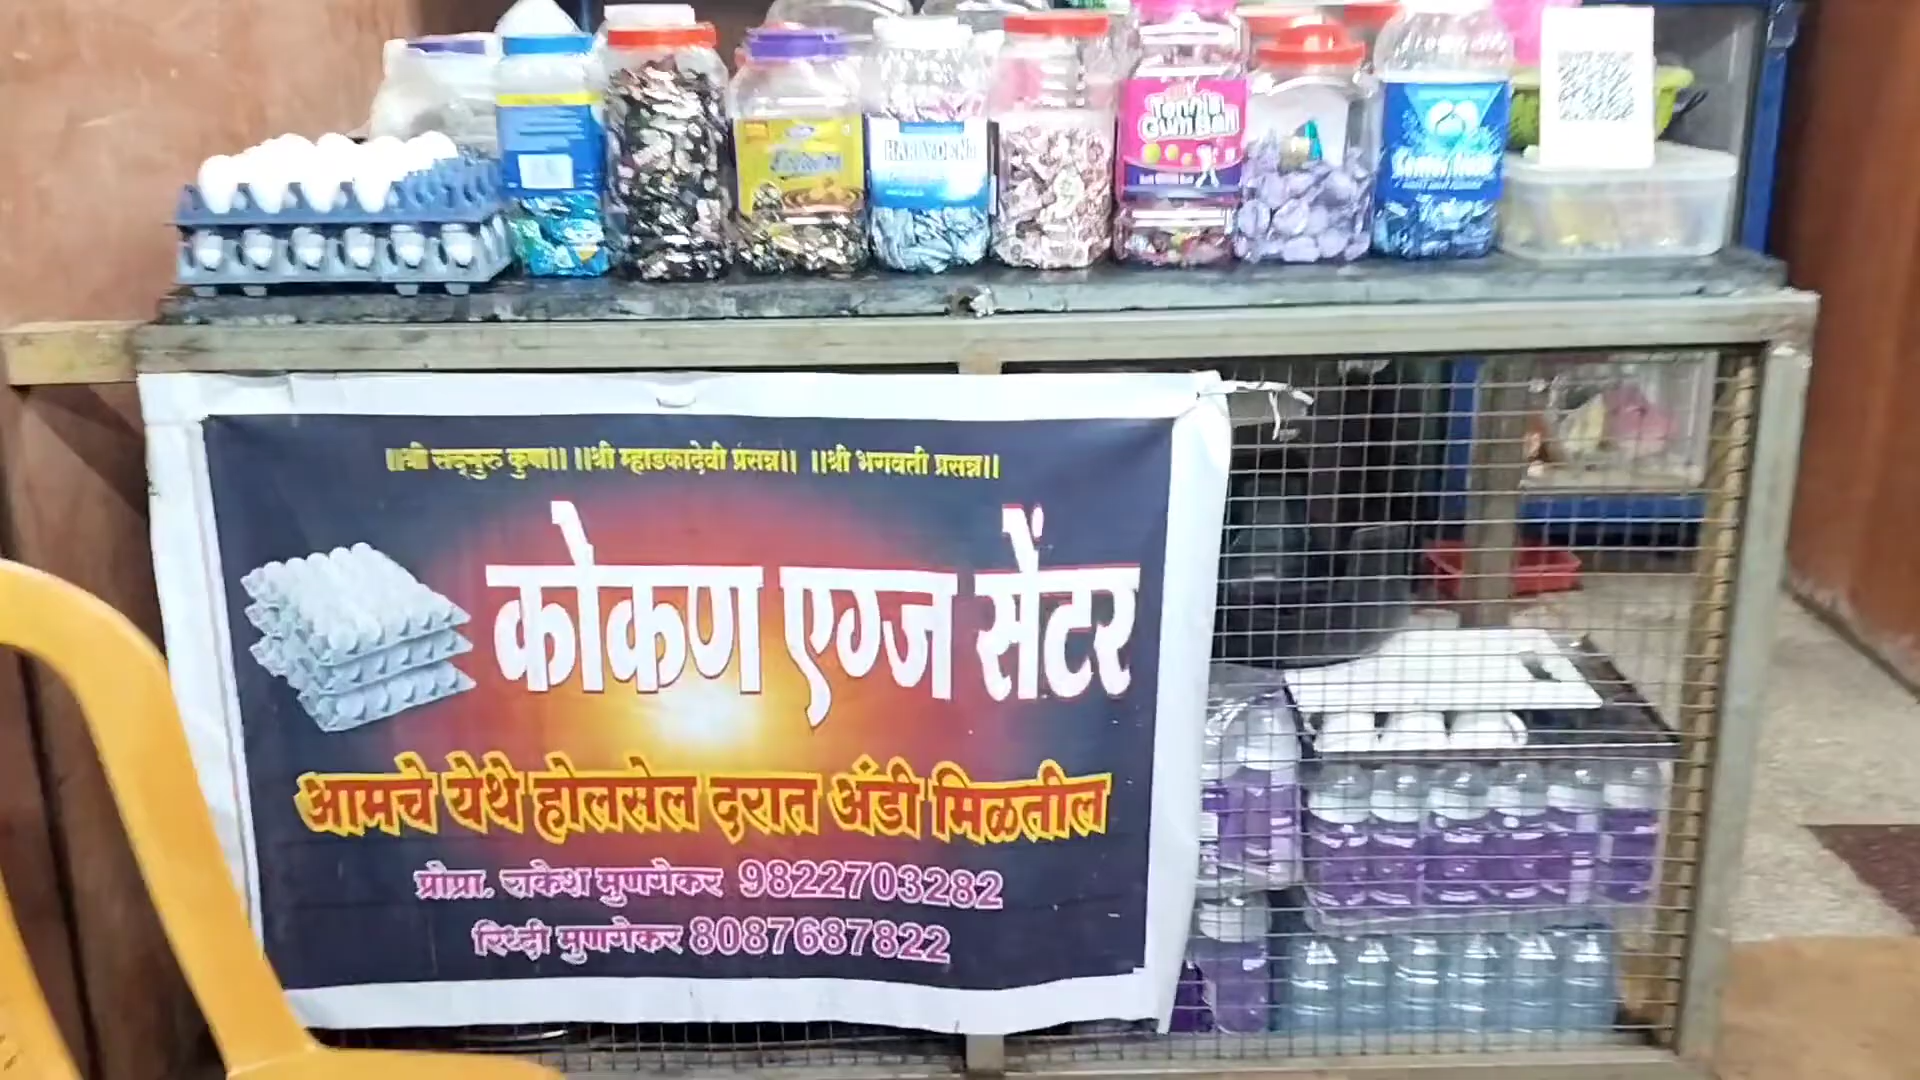 Tennis
Gum Ball
।।श्री सद्गुरु कृपा।। ।।श्री म्हाडकादेवी प्रसन्न।। ।।श्री भगवती प्रसन्न।।
कोकण एग्ज सेंटर
आमचे येथे होलसेल दरात अंडी मिळतील
प्रोप्रा. राकेश मुणगेकर 9822703282
रिध्दी मुणगेकर 8087687822